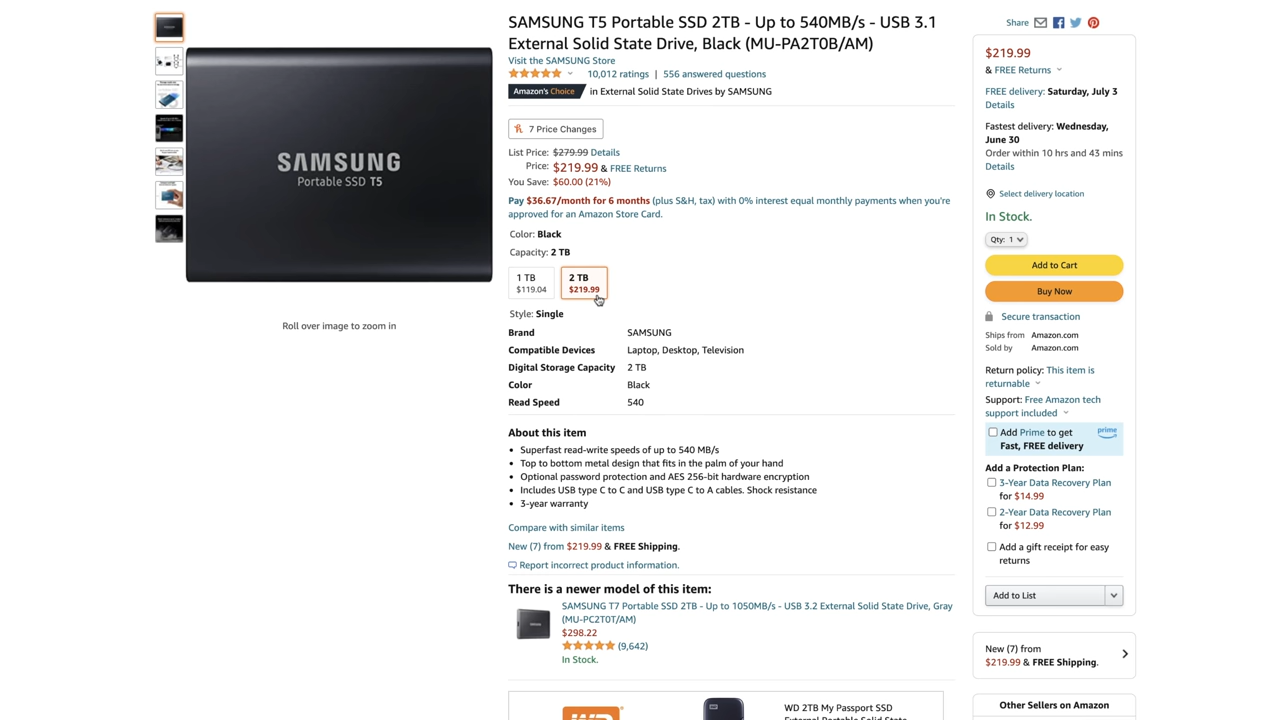 SAMSUNG T5 Portable SSD 2TB - Up to 540MB/s - USB 3.1
External Solid State Drive, Black (MU-PA2T0B/AM)
Visit the SAMSUNG Store
10,012 ratings | 556 answered questions
Amazon's Choice in External Solid State Drives by SAMSUNG
7 Price Changes
List Price: $279.99 Details
Price: $219.99 & FREE Returns
You Save: $60.00 (21%)
Pay $36.67/month for 6 months (plus S&H, tax) with 0% interest equal monthly payments when you're
approved for an Amazon Store Card.
Color: Black
Capacity: 2 TB
1 TB
$119.04
2 TB
$219.99
Style: Single
Brand SAMSUNG
Compatible Devices Laptop, Desktop, Television
Digital Storage Capacity 2 TB
Color Black
Read Speed 540
About this item
• Superfast read-write speeds of up to 540 MB/s
• Top to bottom metal design that fits in the palm of your hand
• Optional password protection and AES 256-bit hardware encryption
• Includes USB type C to C and USB type C to A cables. Shock resistance
• 3-year warranty
Compare with similar items
New (7) from $219.99 & FREE Shipping.
Report incorrect product information.
There is a newer model of this item:
SAMSUNG T7 Portable SSD 2TB - Up to 1050MB/s - USB 3.2 External Solid State Drive, Gray
(MU-PC2T0T/AM)
$298.22
(9,642)
In Stock.
WD
WD 2TB My Passport SSD
External Portable Solid State
SAMSUNG
Portable SSD T5
Roll over image to zoom in
Share
$219.99
& FREE Returns
FREE delivery: Saturday, July 3
Details
Fastest delivery: Wednesday,
June 30
Order within 10 hrs and 43 mins
Details
Select delivery location
In Stock.
Qty: 1
Add to Cart
Buy Now
Secure transaction
Ships from Amazon.com
Sold by Amazon.com
Return policy: This item is
returnable
Support: Free Amazon tech
support included
Add Prime to get
Fast, FREE delivery
prime
Add a Protection Plan:
3-Year Data Recovery Plan
for $14.99
2-Year Data Recovery Plan
for $12.99
Add a gift receipt for easy
returns
Add to List
New (7) from
$219.99 & FREE Shipping.
Other Sellers on Amazon